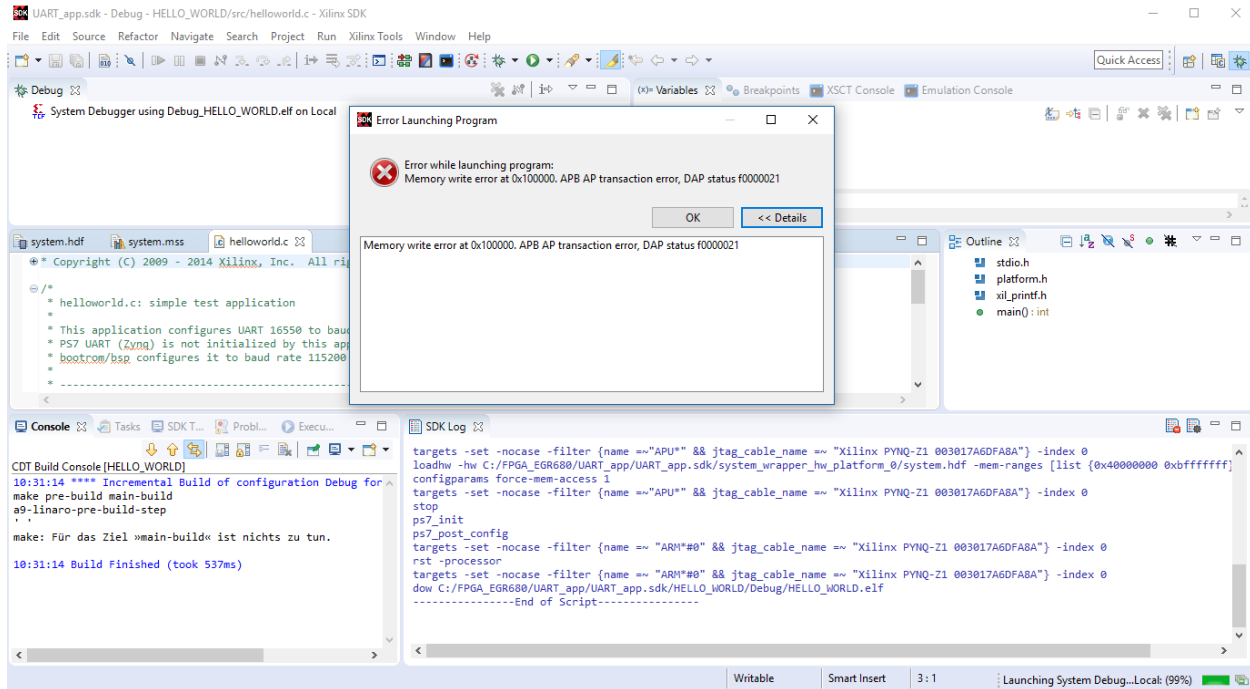 UART_app.sdk - Debug - HELLO_WORLD/src/helloworld.c - Xilinx SDK
File Edit Source Refactor Navigate Search Project Run Xilinx Tools Window Help
Quick Access
Debug
System Debugger using Debug_HELLO_WORLD.elf on Local
(x)= Variables Breakpoints XSCT Console Emulation Console
SDK Error Launching Program
Error while launching program:
Memory write error at 0x100000. APB AP transaction error, DAP status f0000021
OK << Details
Memory write error at 0x100000. APB AP transaction error, DAP status f0000021
system.hdf system.mss helloworld.c
* Copyright (C) 2009 - 2014 Xilinx, Inc. All rig
/*
* helloworld.c: simple test application
*
* This application configures UART 16550 to baud
* PS7 UART (Zynq) is not initialized by this app
* bootrom/bsp configures it to baud rate 115200
*
* ------------------------------------------------
Outline
stdio.h
platform.h
xil_printf.h
main() : int
Console Tasks SDK T... Probl... Execu...
CDT Build Console [HELLO_WORLD]
10:31:14 **** Incremental Build of configuration Debug for
make pre-build main-build
a9-linaro-pre-build-step
' '
make: Für das Ziel »main-build« ist nichts zu tun.
10:31:14 Build Finished (took 537ms)
SDK Log
targets -set -nocase -filter {name =~"APU*" && jtag_cable_name =~ "Xilinx PYNQ-Z1 003017A6DFA8A"} -index 0
loadhw -hw C:/FPGA_EGR680/UART_app/UART_app.sdk/system_wrapper_hw_platform_0/system.hdf -mem-ranges [list {0x40000000 0xbfffffff}
configparams force-mem-access 1
targets -set -nocase -filter {name =~"APU*" && jtag_cable_name =~ "Xilinx PYNQ-Z1 003017A6DFA8A"} -index 0
stop
ps7_init
ps7_post_config
targets -set -nocase -filter {name =~ "ARM*#0" && jtag_cable_name =~ "Xilinx PYNQ-Z1 003017A6DFA8A"} -index 0
rst -processor
targets -set -nocase -filter {name =~ "ARM*#0" && jtag_cable_name =~ "Xilinx PYNQ-Z1 003017A6DFA8A"} -index 0
dow C:/FPGA_EGR680/UART_app/UART_app.sdk/HELLO_WORLD/Debug/HELLO_WORLD.elf
----------------End of Script----------------
Writable Smart Insert 3 : 1 Launching System Debug...Local: (99%)